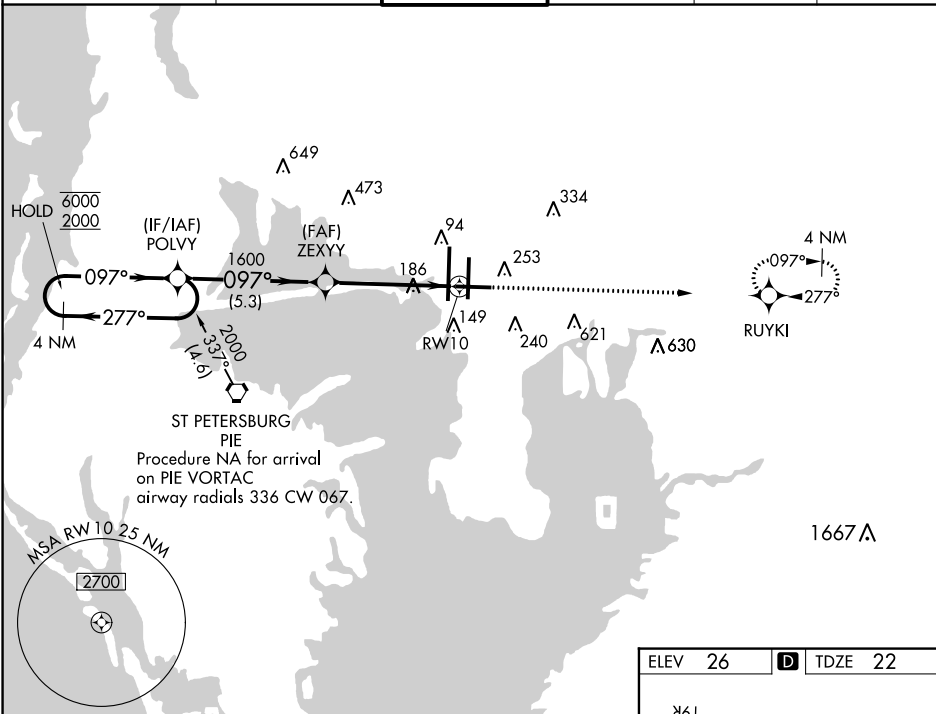 649
473
334
HOLD
6000
2000
(IF/IAF)
POLVY
(FAF)
ZEXYY
94
4 NM
097°
1600
097°
(5.3)
186
253
097°
277°
277°
4 NM
149
RW10
240
621
630
RUYKI
2000
337°
(4.6)
ST PETERSBURG
PIE
Procedure NA for arrival
on PIE VORTAC
airway radials 336 CW 067.
1667
MSA RW 10 25 NM
2700
ELEV 26
D
TDZE 22